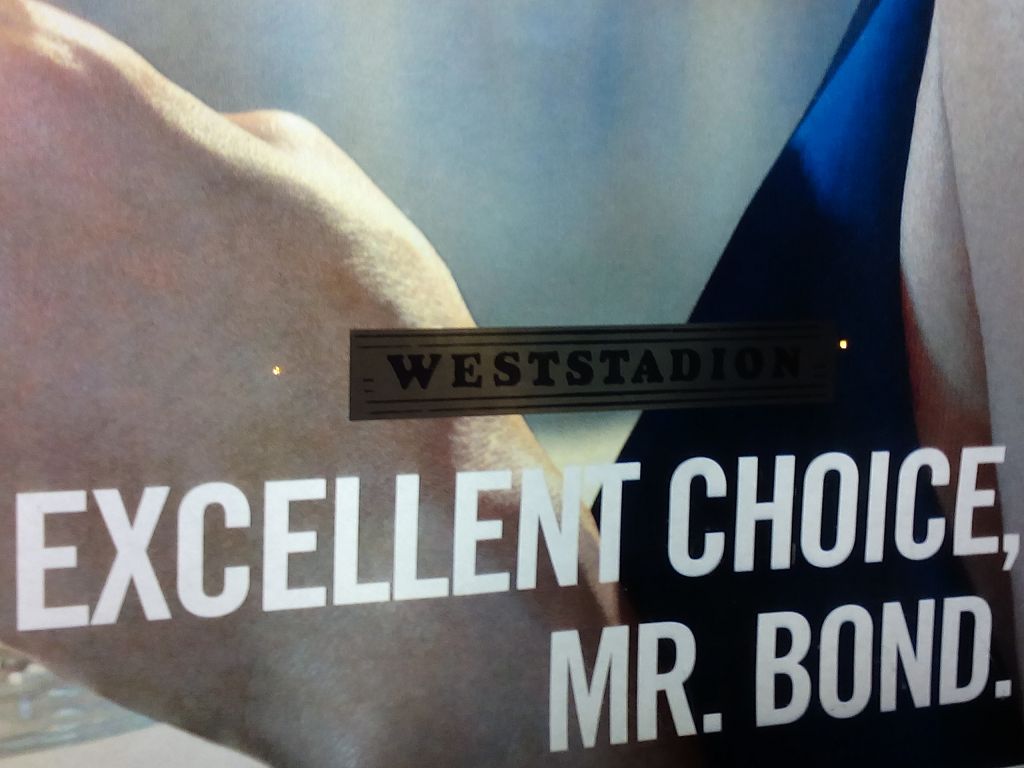 WESTSTADION
EXCELLENT CHOICE,
MR. BOND.